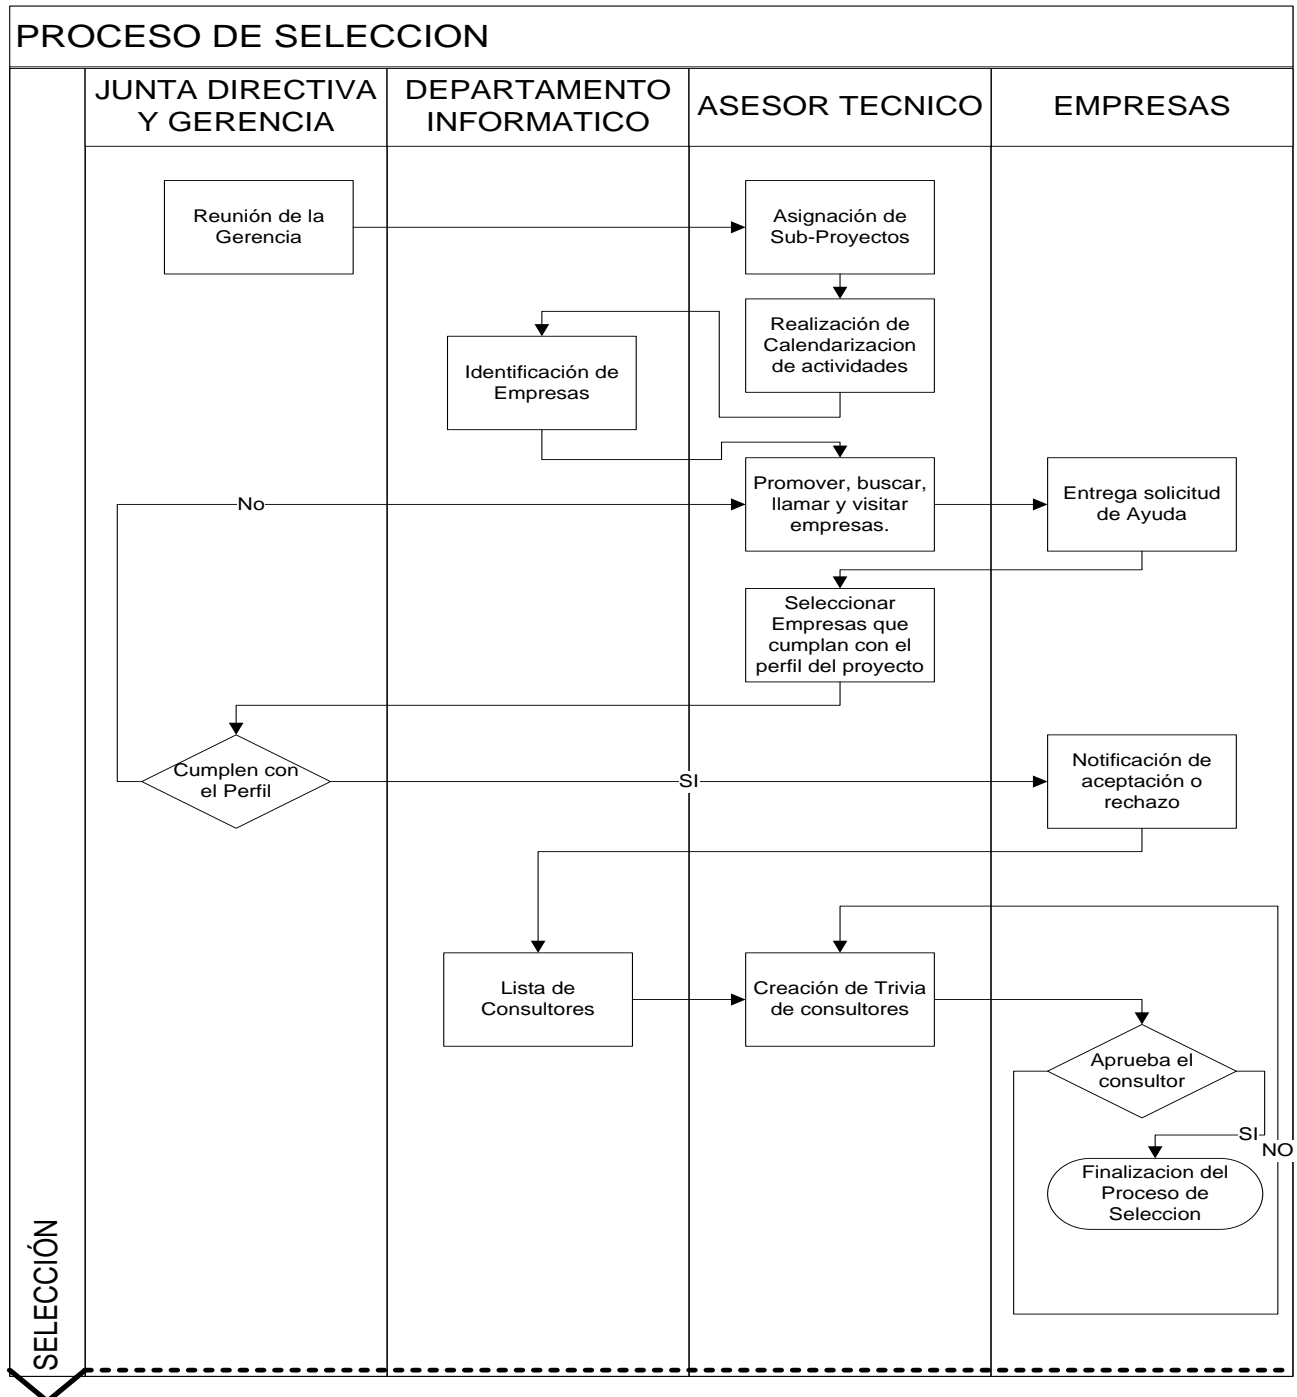 PROCESO DE SELECCION
JUNTA DIRECTIVA
Y GERENCIA
DEPARTAMENTO
INFORMATICO
ASESOR TECNICO
EMPRESAS
Reunión de la
Gerencia
Asignación de
Sub-Proyectos
Realización de
Calendarizacion
de actividades
Identificación de
Empresas
No
Promover, buscar,
llamar y visitar
empresas.
Entrega solicitud
de Ayuda
Seleccionar
Empresas que
cumplan con el
perfil del proyecto
Cumplen con
el Perfil
SI
Notificación de
aceptación o
rechazo
Lista de
Consultores
Creación de Trivia
de consultores
Aprueba el
consultor
SI
NO
Finalizacion del
Proceso de
Seleccion
SELECCIÓN